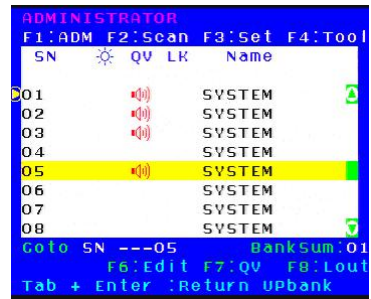 ADMINISTRATOR
F1:ADM F2:Scan F3:Set F4:Tool
SN QV LK Name
01 SYSTEM
02 SYSTEM
03 SYSTEM
04 SYSTEM
05 SYSTEM
06 SYSTEM
07 SYSTEM
08 SYSTEM
Goto SN ---05 BankSum:01
F6:Edit F7:QV F8:Lout
Tab + Enter :Return UPbank